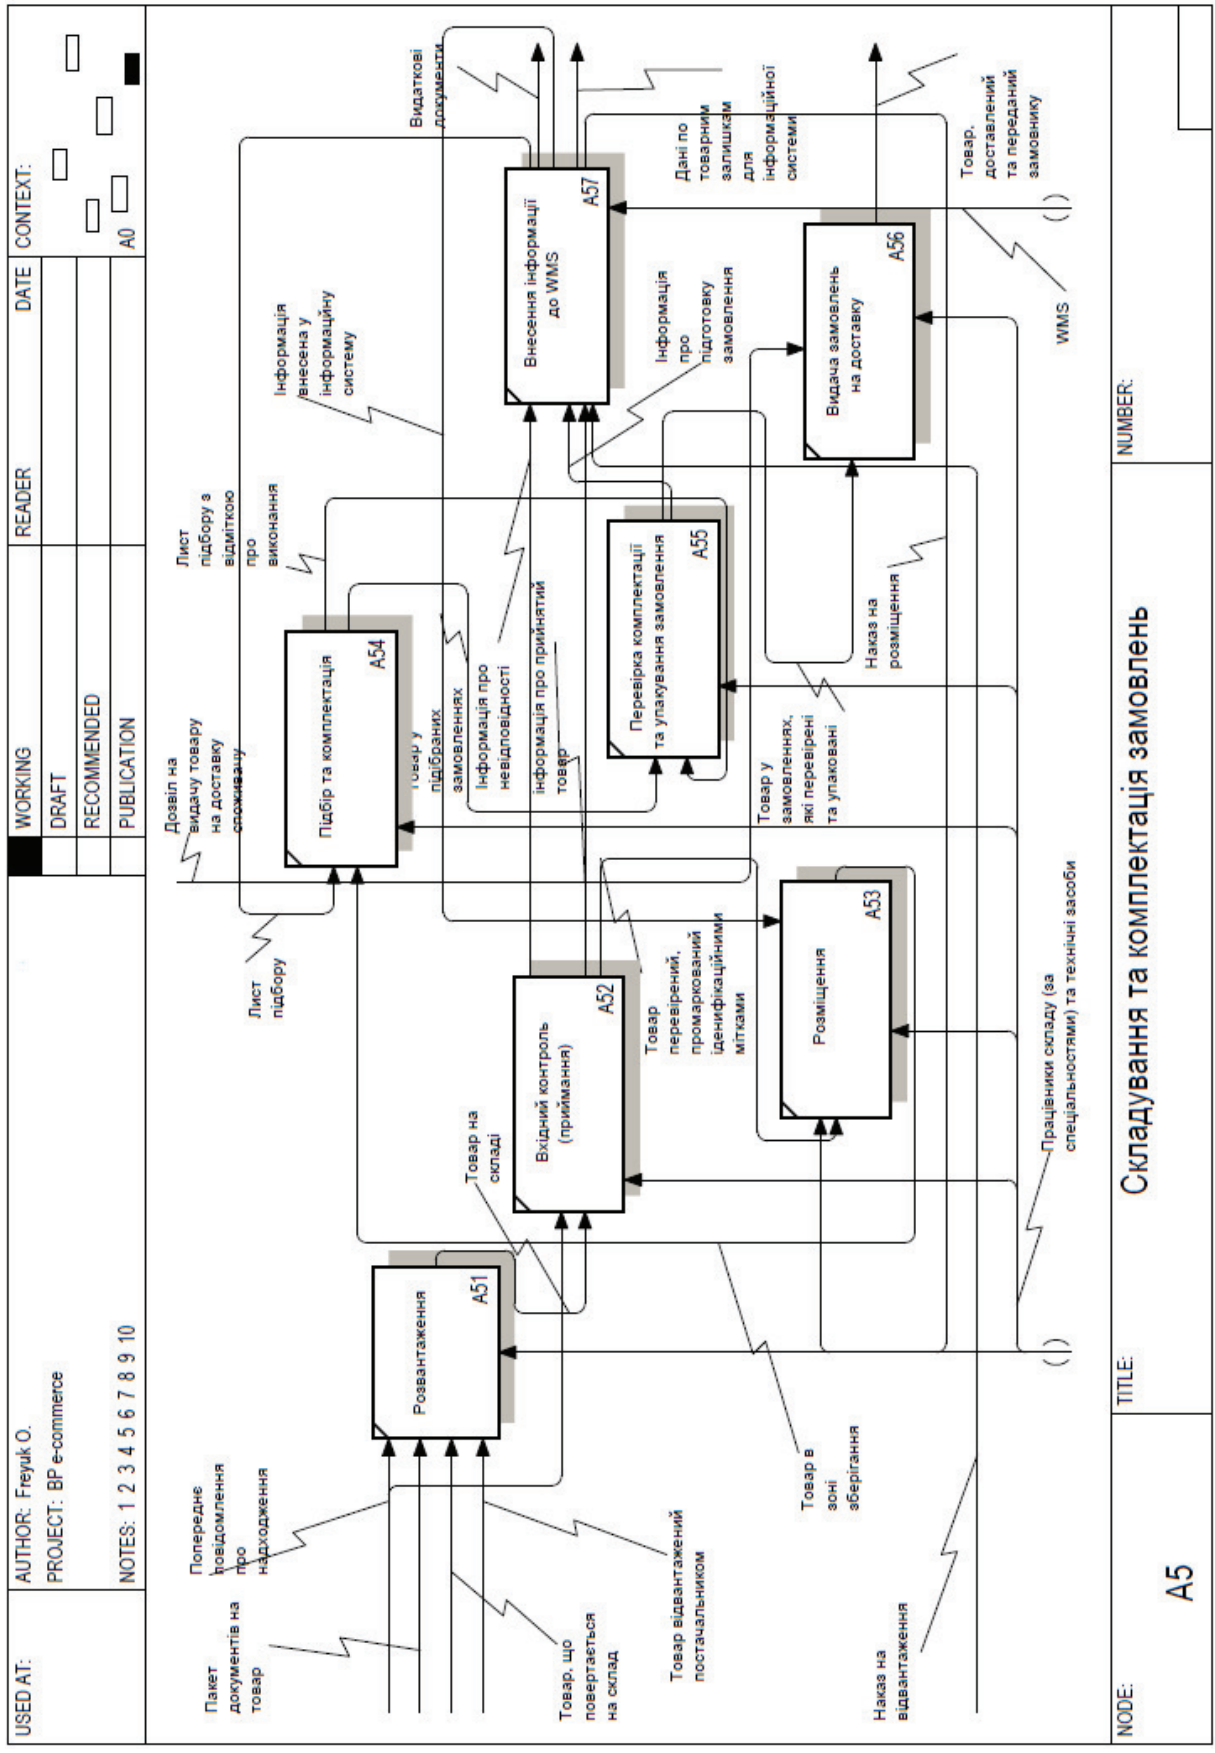 USED AT:
AUTHOR: Freyuk O.
PROJECT: BP e-commerce
NOTES: 1 2 3 4 5 6 7 8 9 10
WORKING
DRAFT
RECOMMENDED
PUBLICATION
READER
DATE
CONTEXT:
A0
Попереднє
повідомлення
про
надходження
Пакет
документів на
товар
Товар, що
повертається
на склад
Товар відвантажений
постачальником
Наказ на
відвантаження
Розвантаження
A51
Товар на
складі
Вхідний контроль
(приймання)
A52
Товар
перевірений,
промаркований
іденифікаційними
мітками
Розміщення
A53
Товар в
зоні
зберігання
Лист
підбору
Дозвіл на
видачу товару
на доставку
споживачу
Підбір та комплектація
A54
Лист
підбору з
відміткою
про
виконання
Товар у
підібраних
замовленнях
Інформація про
невідповідності
інформація про прийнятий
товар
Перевірка комплектації
та упакування замовлення
A55
Товар у
замовленнях,
які перевірені
та упаковані
Наказ на
розміщення
Інформація
внесена у
інформаційну
систему
Інформація
про
підготовку
замовлення
Видача замовлень
на доставку
A56
Внесення інформації
до WMS
A57
Видаткові
документи
Дані по
товарним
залишкам
для
інформаційної
системи
Товар,
доставлений
та переданий
замовнику
WMS
Працівники складу (за
спеціальностями) та технічні засоби
NODE:
A5
TITLE:
Складування та комплектація замовлень
NUMBER: